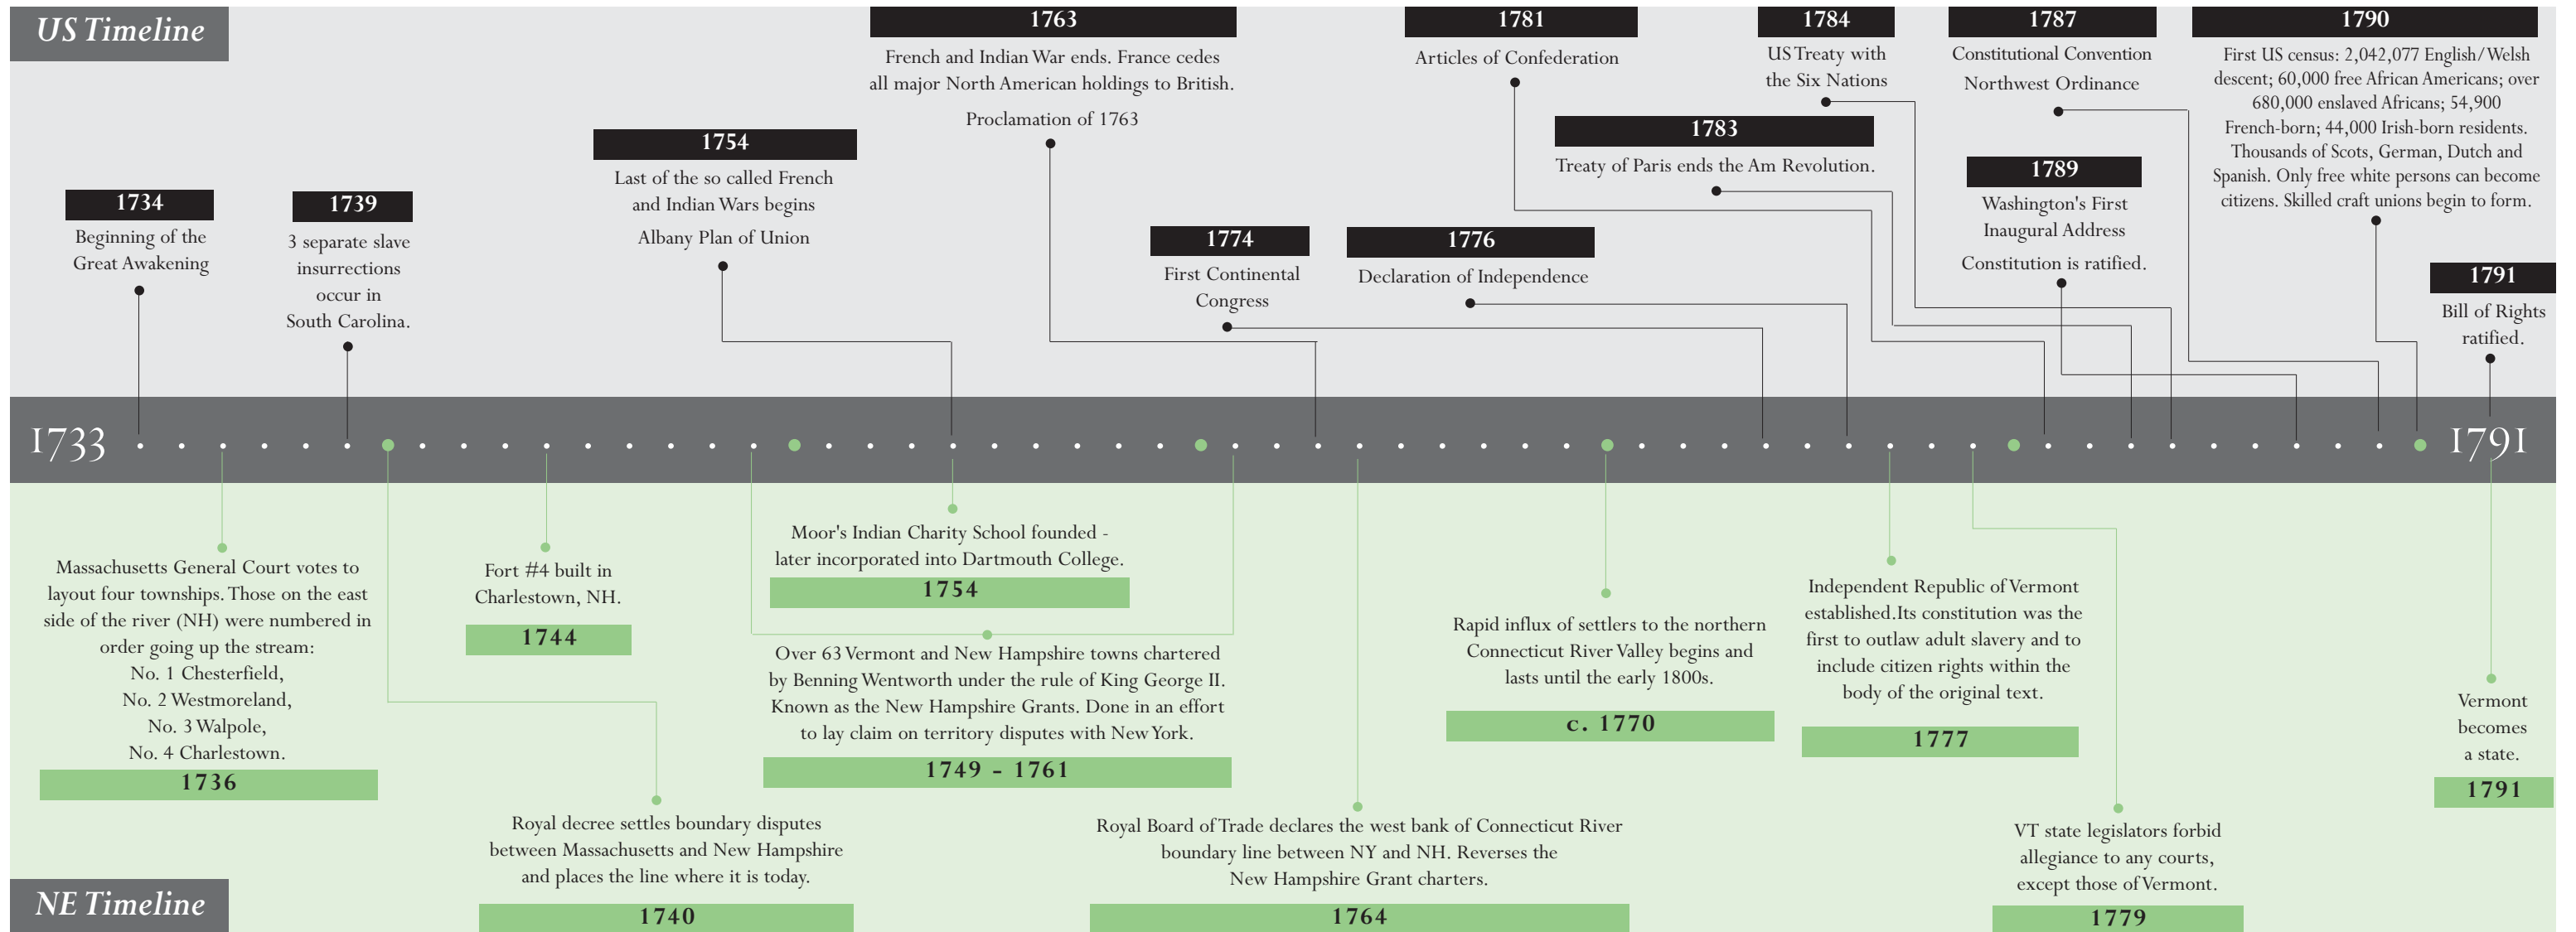 US Timeline
1734
Beginning of the
Great Awakening
1739
3 separate slave
insurrections
occur in
South Carolina.
1754
Last of the so called French
and Indian Wars begins
Albany Plan of Union
1763
French and Indian War ends. France cedes
all major North American holdings to British.
Proclamation of 1763
1774
First Continental
Congress
1776
Declaration of Independence
1781
Articles of Confederation
1783
Treaty of Paris ends the Am Revolution.
1784
US Treaty with
the Six Nations
1787
Constitutional Convention
Northwest Ordinance
1789
Washington's First
Inaugural Address
Constitution is ratified.
1790
First US census: 2,042,077 English/Welsh
descent; 60,000 free African Americans; over
680,000 enslaved Africans; 54,900
French-born; 44,000 Irish-born residents.
Thousands of Scots, German, Dutch and
Spanish. Only free white persons can become
citizens. Skilled craft unions begin to form.
1791
Bill of Rights
ratified.
1733
1791
Massachusetts General Court votes to
layout four townships. Those on the east
side of the river (NH) were numbered in
order going up the stream:
No. 1 Chesterfield,
No. 2 Westmoreland,
No. 3 Walpole,
No. 4 Charlestown.
1736
Royal decree settles boundary disputes
between Massachusetts and New Hampshire
and places the line where it is today.
1740
Fort #4 built in
Charlestown, NH.
1744
Moor's Indian Charity School founded -
later incorporated into Dartmouth College.
1754
Over 63 Vermont and New Hampshire towns chartered
by Benning Wentworth under the rule of King George II.
Known as the New Hampshire Grants. Done in an effort
to lay claim on territory disputes with New York.
1749 - 1761
Royal Board of Trade declares the west bank of Connecticut River
boundary line between NY and NH. Reverses the
New Hampshire Grant charters.
1764
Rapid influx of settlers to the northern
Connecticut River Valley begins and
lasts until the early 1800s.
c. 1770
Independent Republic of Vermont
established.Its constitution was the
first to outlaw adult slavery and to
include citizen rights within the
body of the original text.
1777
VT state legislators forbid
allegiance to any courts,
except those of Vermont.
1779
Vermont
becomes
a state.
1791
NE Timeline